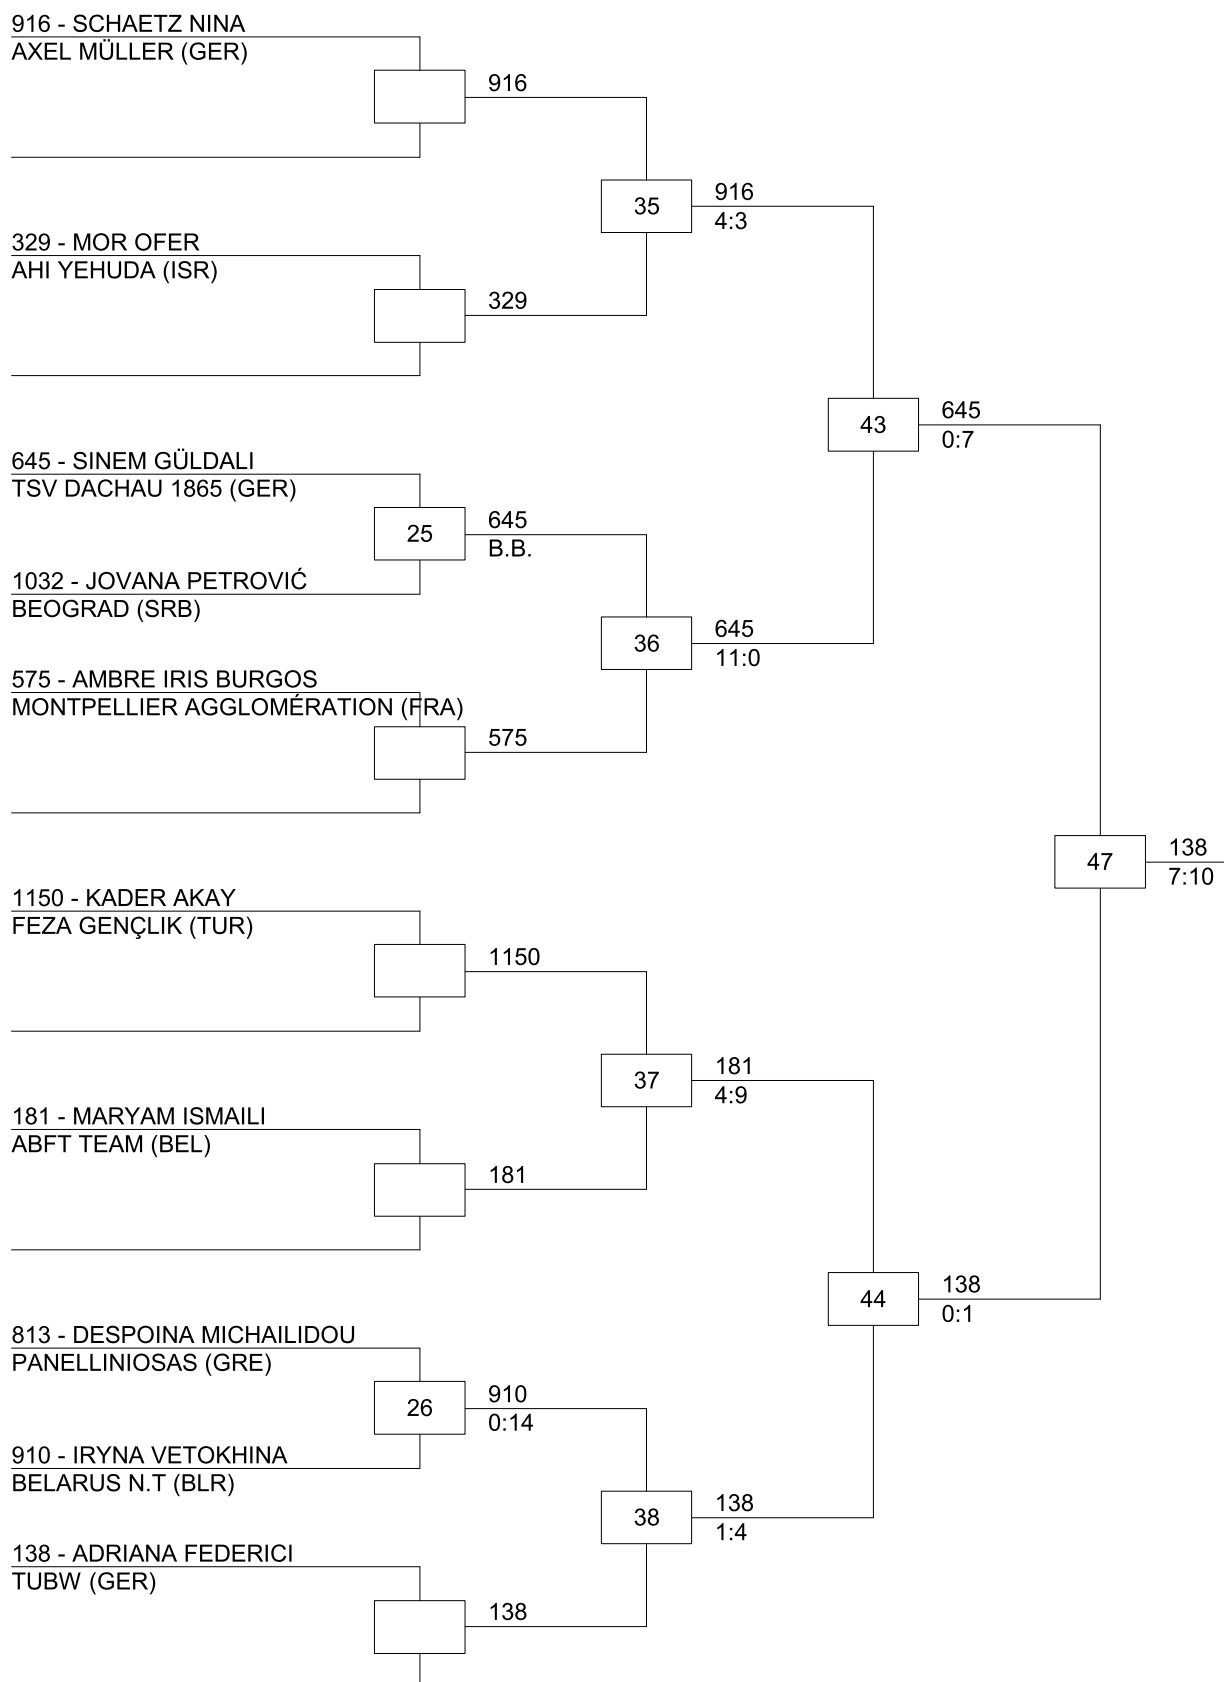 916 - SCHAETZ NINA
AXEL MÜLLER (GER)
916
35
916
4:3
329 - MOR OFER
AHI YEHUDA (ISR)
329
43
645
0:7
645 - SINEM GÜLDALI
TSV DACHAU 1865 (GER)
25
645
B.B.
1032 - JOVANA PETROVIĆ
BEOGRAD (SRB)
36
645
11:0
575 - AMBRE IRIS BURGOS
MONTPELLIER AGGLOMÉRATION (FRA)
575
47
138
7:10
1150 - KADER AKAY
FEZA GENÇLIK (TUR)
1150
37
181
4:9
181 - MARYAM ISMAILI
ABFT TEAM (BEL)
181
44
138
0:1
813 - DESPOINA MICHAILIDOU
PANELLINIOSAS (GRE)
26
910
0:14
910 - IRYNA VETOKHINA
BELARUS N.T (BLR)
38
138
1:4
138 - ADRIANA FEDERICI
TUBW (GER)
138